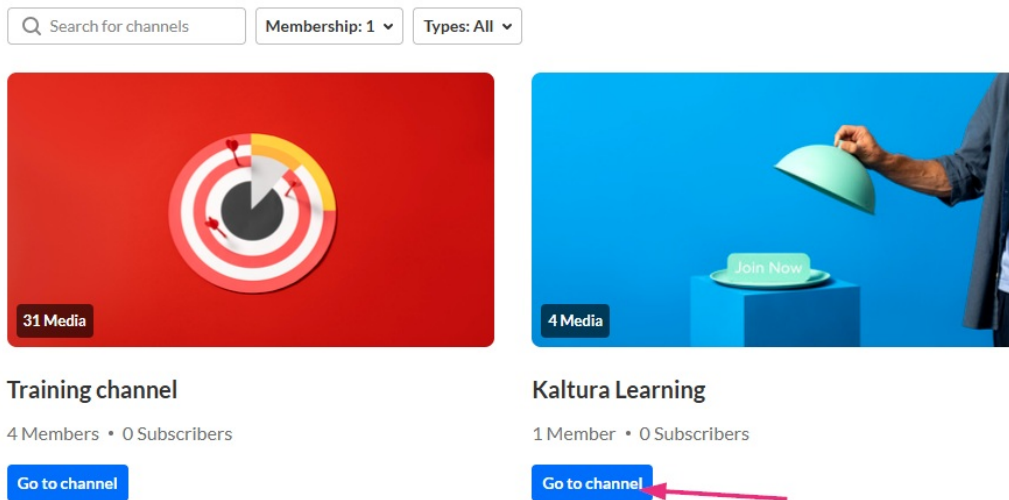 Search for channels
Membership: 1
Types: All
31 Media
Join Now
4 Media
Training channel
Kaltura Learning
4 Members • 0 Subscribers
1 Member • 0 Subscribers
Go to channel
Go to channel